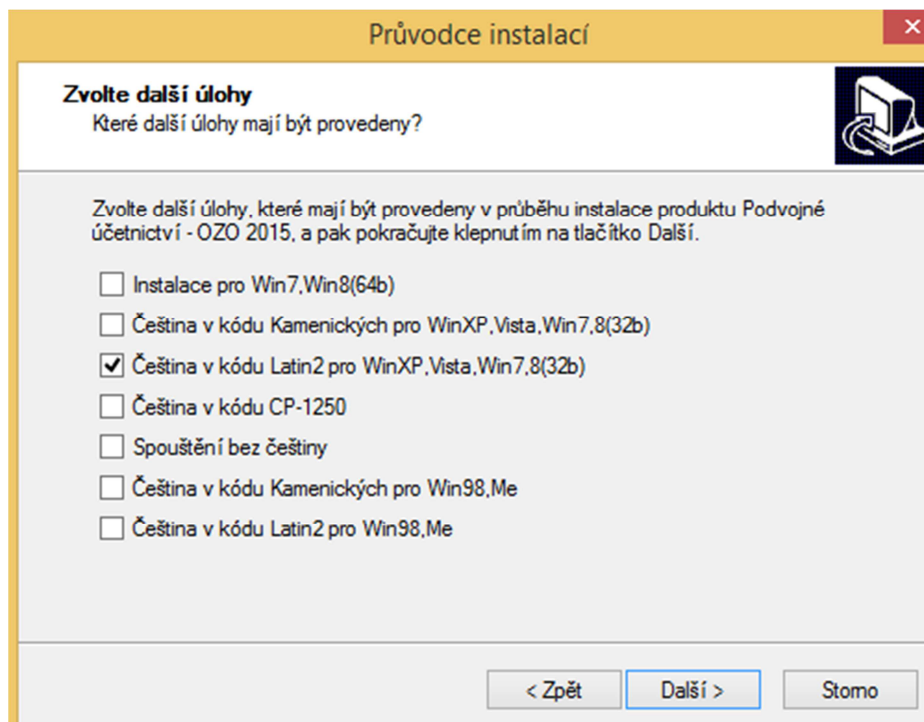 Průvodce instalací
Zvolte další úlohy
Které další úlohy mají být provedeny?
Zvolte další úlohy, které mají být provedeny v průběhu instalace produktu Podvojné
účetnictví - OZO 2015, a pak pokračujte klepnutím na tlačítko Další.
Instalace pro Win7,Win8(64b)
Čeština v kódu Kamenických pro WinXP,Vista,Win7,8(32b)
Čeština v kódu Latin2 pro WinXP,Vista,Win7,8(32b)
Čeština v kódu CP-1250
Spouštění bez češtiny
Čeština v kódu Kamenických pro Win98,Me
Čeština v kódu Latin2 pro Win98,Me
< Zpět Další > Storno